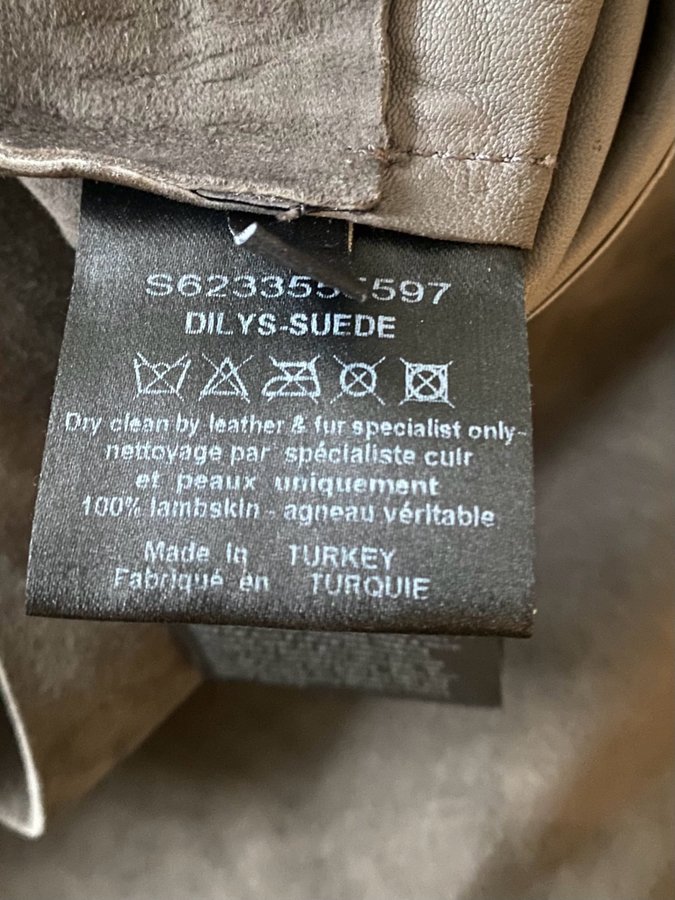 DILYS-SUEDE
Dry clean by leather & fur specialist only-
nettoyage par spécialiste cuir
et peaux uniquement
100% lambskin - agneau véritable
Made in TURKEY
Fabriqué en TURQUIE